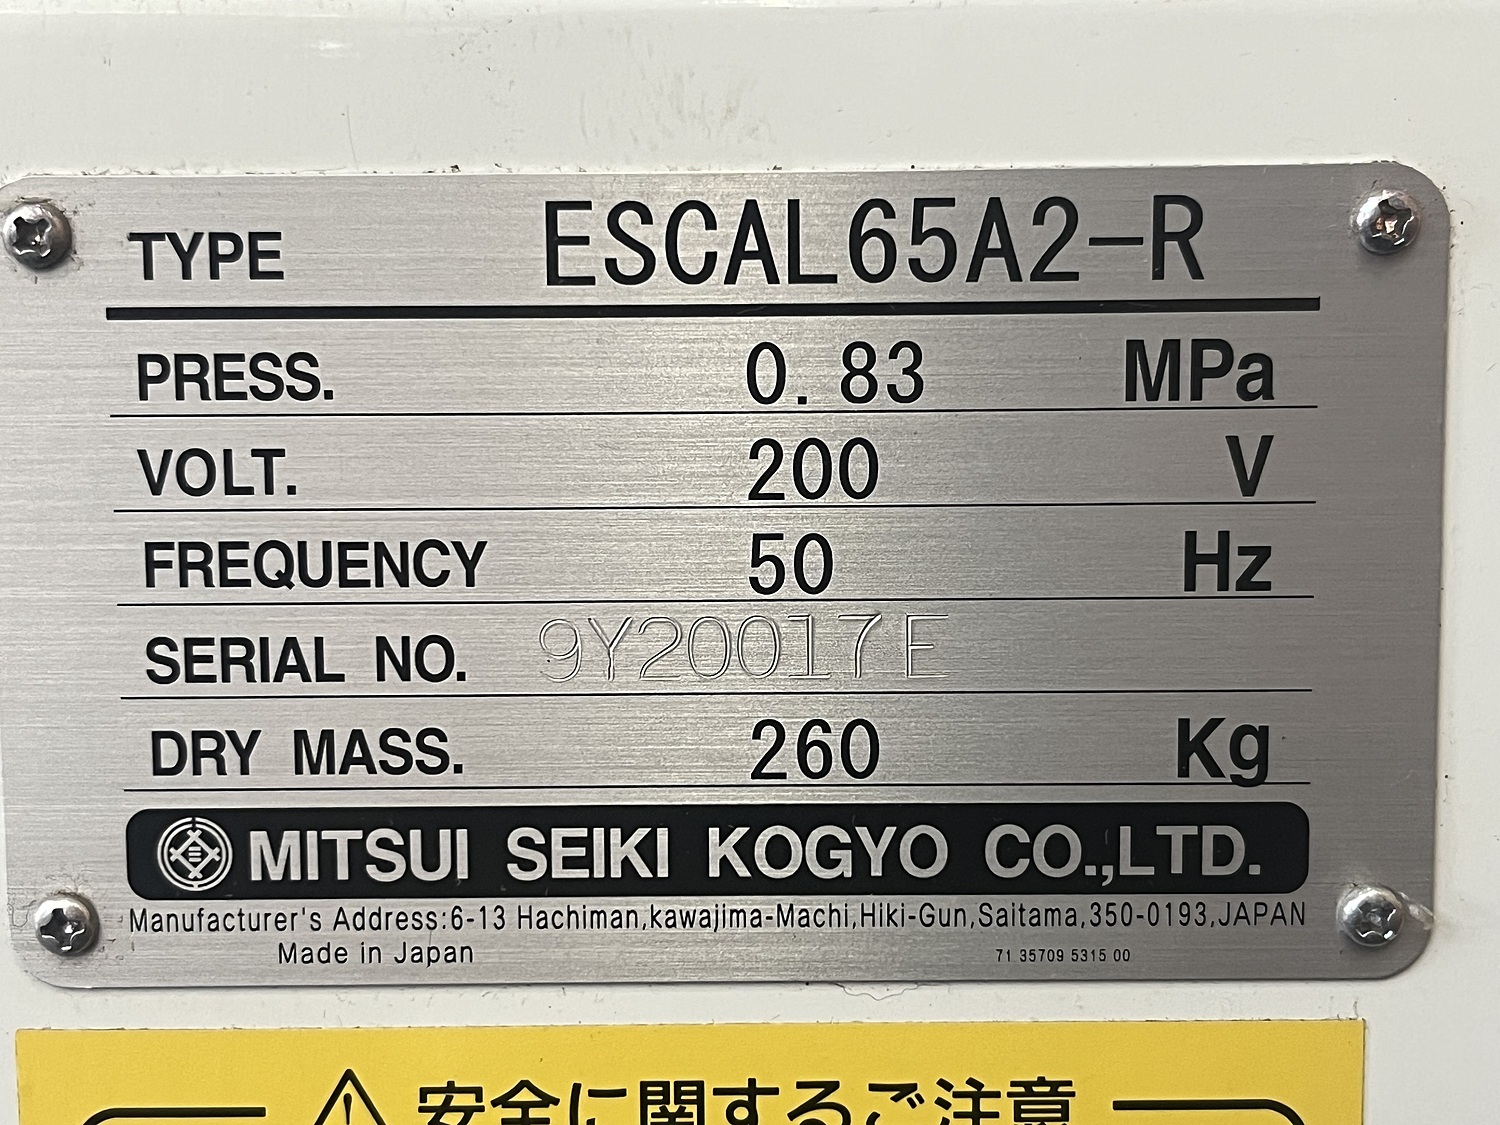 TYPE ESCAL65A2-R
PRESS. 0.83 MPa
VOLT. 200 V
FREQUENCY 50 Hz
SERIAL NO. 9Y20017E
DRY MASS. 260 Kg
MITSUI SEIKI KOGYO CO.,LTD.
Manufacturer's Address:6-13 Hachiman,kawajima-Machi,Hiki-Gun,Saitama,350-0193,JAPAN
Made in Japan 71 35709 5315 00
安全に関するご注意